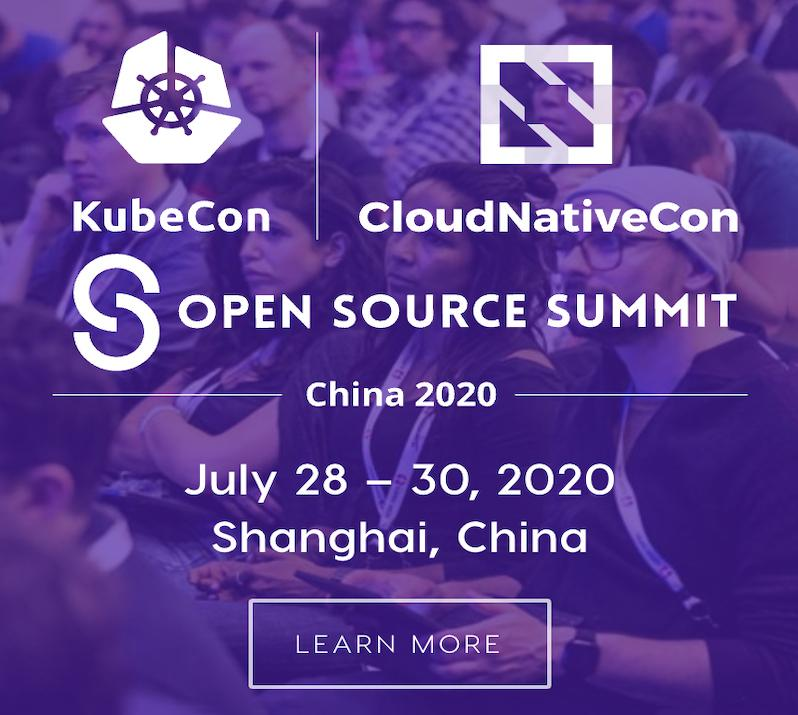 KubeCon
CloudNativeCon
OPEN SOURCE SUMMIT
China 2020
July 28 – 30, 2020
Shanghai, China
LEARN MORE